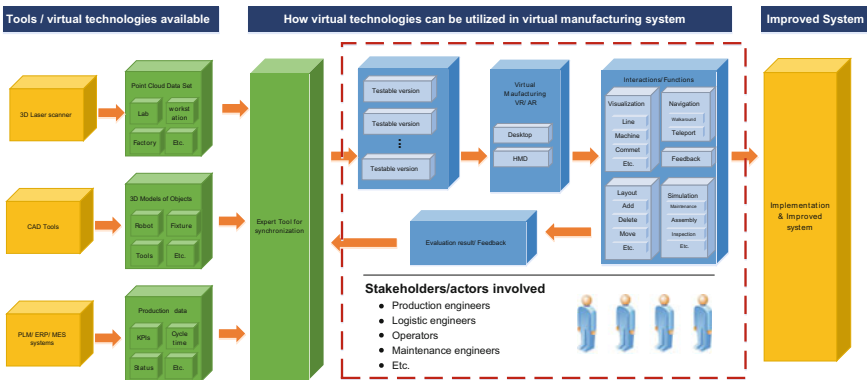 Tools / virtual technologies available
How virtual technologies can be utilized in virtual manufacturing system
Improved System
3D Laser scanner
Point Cloud Data Set
Lab
workst
ation
Factory
Etc.
CAD Tools
3D Models of Objects
Robot
Fixture
Tools
Etc.
PLM/ ERP/ MES
systems
Production data
KPIs
Cycle
time
Status
Etc.
Expert Tool for
synchronization
Testable version
Testable version
⋮
Testable version
Virtual
Maufacturing
VR/ AR
Desktop
HMD
Interactions/ Functions
Visualization
Line
Machine
Commet
Etc.
Navigation
Walkaround
Teleport
Feedback
Layout
Add
Delete
Move
Etc.
Simulation
Maintenance
Assembly
Inspection
Etc.
Evaluation result/ Feedback
Stakeholders/actors involved
● Production engineers
● Logistic engineers
● Operators
● Maintenance engineers
● Etc.
Implementation
& Improved
system